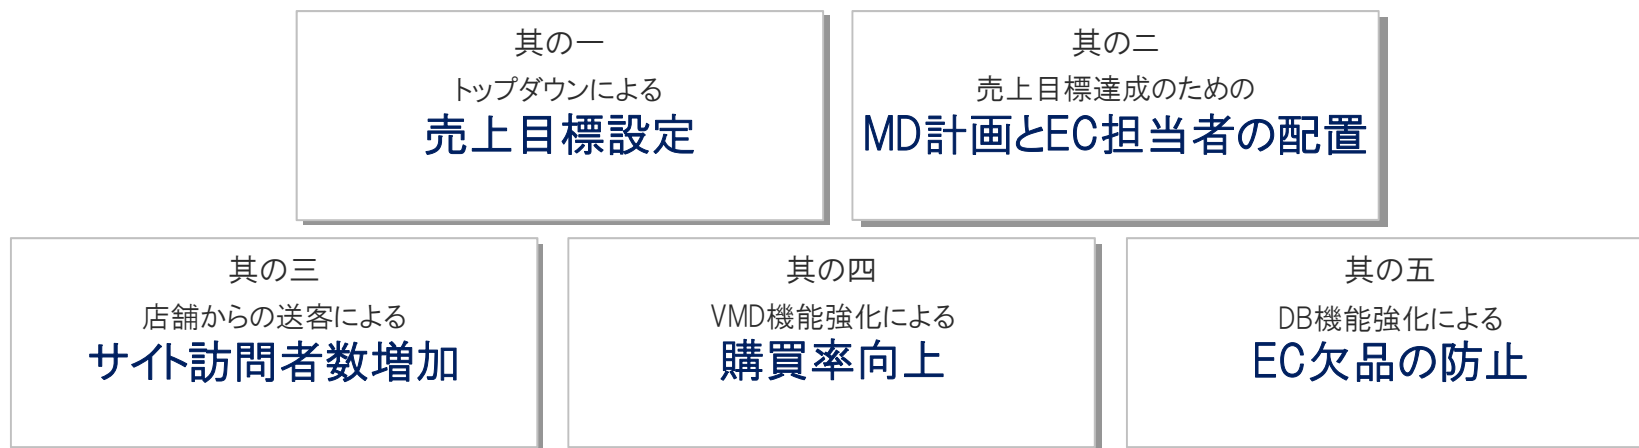 其の一
トップダウンによる
売上目標設定
其の二
売上目標達成のための
MD計画とEC担当者の配置
其の三
店舗からの送客による
サイト訪問者数増加
其の四
VMD機能強化による
購買率向上
其の五
DB機能強化による
EC欠品の防止